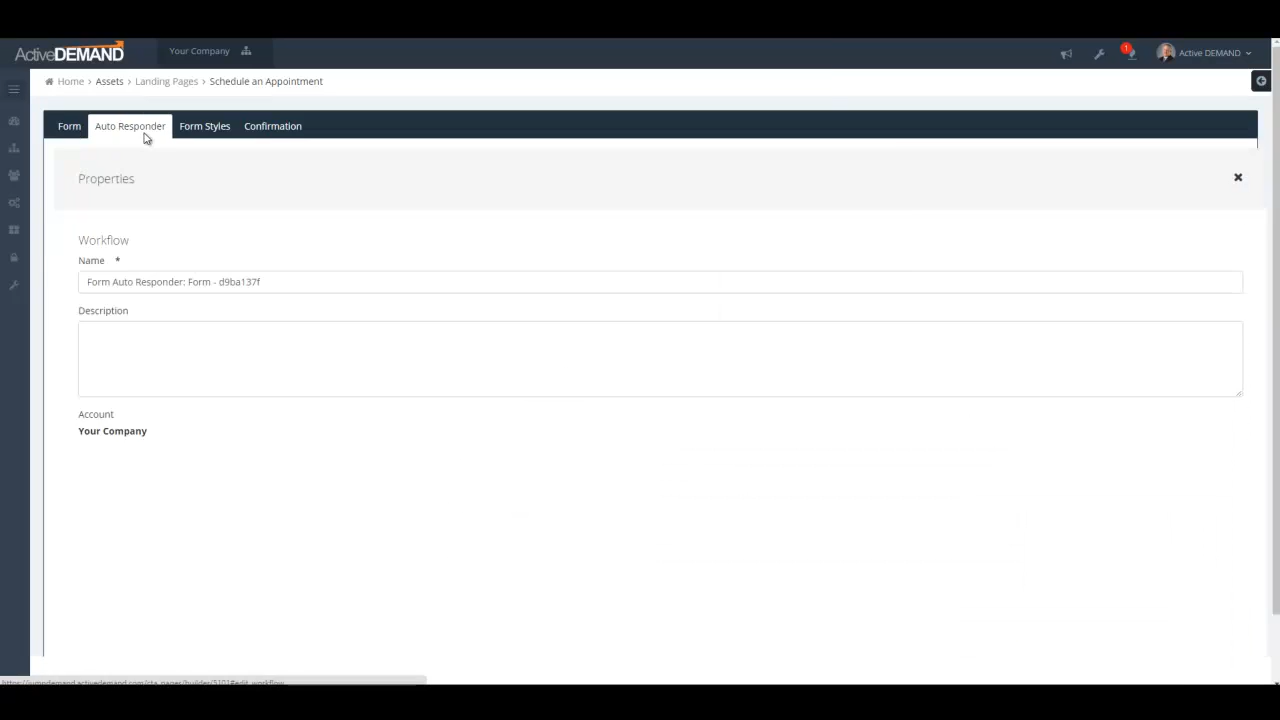 ActiveDEMAND
Your Company
1
Active DEMAND
Home > Assets > Landing Pages > Schedule an Appointment
Form Auto Responder Form Styles Confirmation
Properties
Workflow
Name *
Form Auto Responder: Form - d9ba137f
Description
Account
Your Company